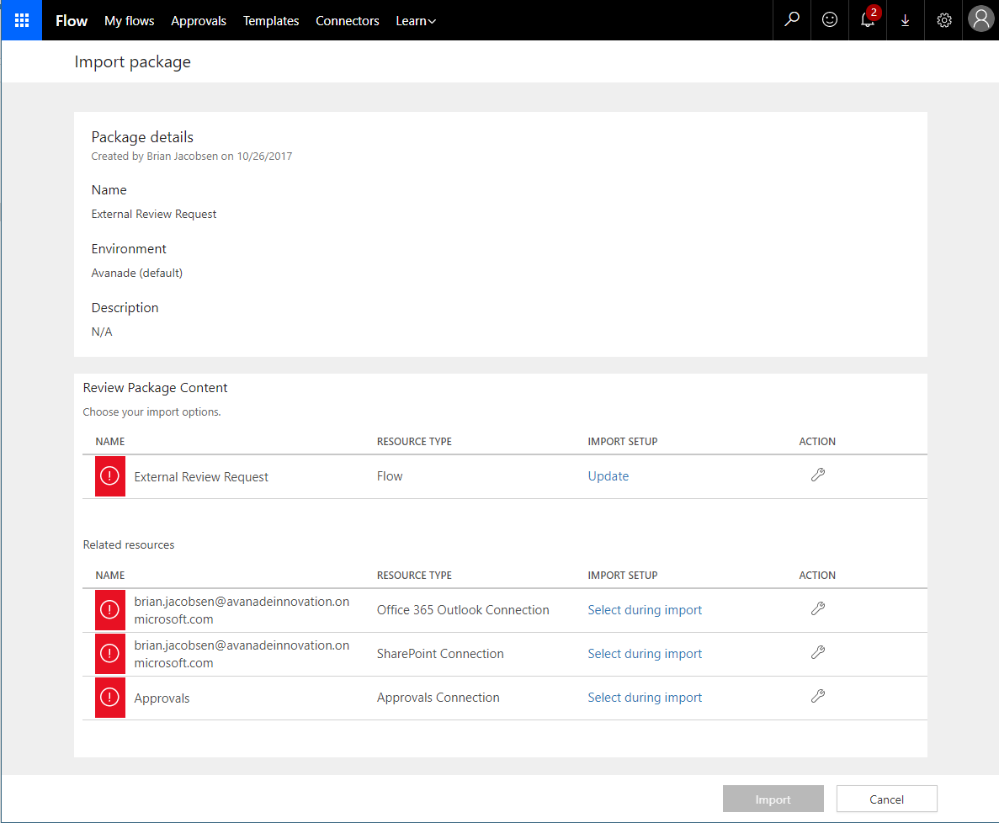 Flow My flows Approvals Templates Connectors Learn 2
Import package
Package details
Created by Brian Jacobsen on 10/26/2017
Name
External Review Request
Environment
Avanade (default)
Description
N/A
Review Package Content
Choose your import options.
NAME RESOURCE TYPE IMPORT SETUP ACTION
External Review Request Flow Update
Related resources
NAME RESOURCE TYPE IMPORT SETUP ACTION
brian.jacobsen@avanadeinnovation.on
microsoft.com Office 365 Outlook Connection Select during import
brian.jacobsen@avanadeinnovation.on
microsoft.com SharePoint Connection Select during import
Approvals Approvals Connection Select during import
Import Cancel